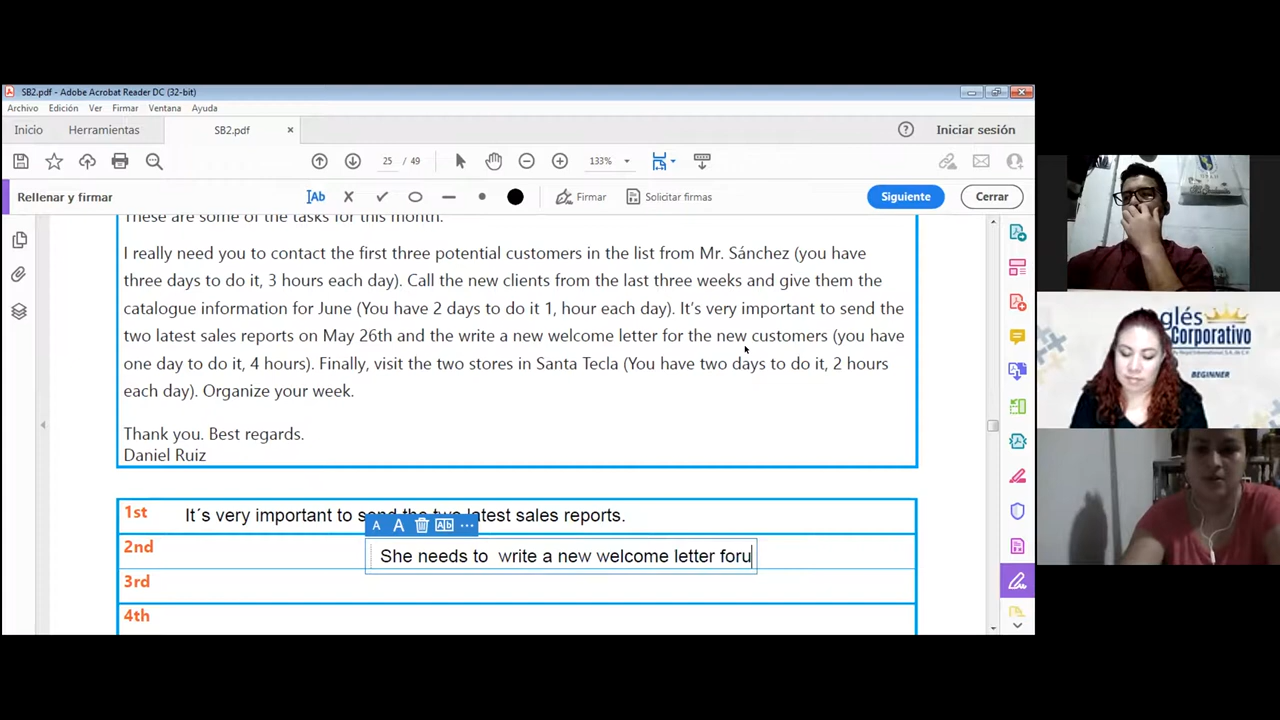 SB2.pdf - Adobe Acrobat Reader DC (32-bit)
Archivo Edición Ver Firmar Ventana Ayuda
Inicio Herramientas SB2.pdf × Iniciar sesión
25 / 49 133%
Rellenar y firmar Ab Firmar Solicitar firmas Siguiente Cerrar
These are some of the tasks for this month.
I really need you to contact the first three potential customers in the list from Mr. Sánchez (you have
three days to do it, 3 hours each day). Call the new clients from the last three weeks and give them the
catalogue information for June (You have 2 days to do it 1, hour each day). It's very important to send the
two latest sales reports on May 26th and the write a new welcome letter for the new customers (you have
one day to do it, 4 hours). Finally, visit the two stores in Santa Tecla (You have two days to do it, 2 hours
each day). Organize your week.
Thank you. Best regards.
Daniel Ruiz
1st It´s very important to send the two latest sales reports.
A A Ab ...
2nd She needs to write a new welcome letter foru
3rd
4th
glés
Corporativo
BEGINNER